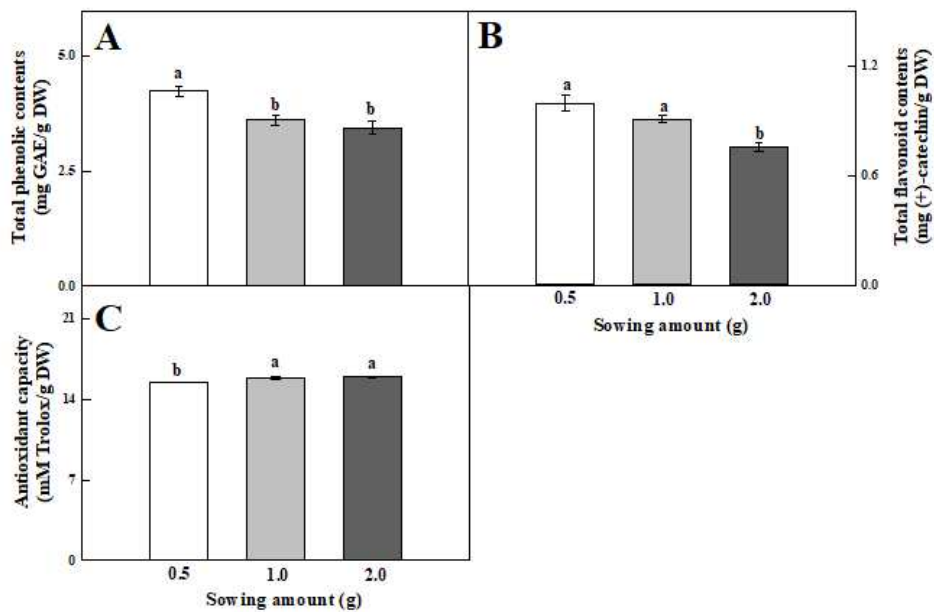 A
Total phenolic contents
(mg GAE/g DW)
5.0
2.5
0.0
a
b
b
B
Total flavonoid contents
(mg (+)-catechin/g DW)
1.2
0.6
0.0
a
a
b
0.5 1.0 2.0
Sowing amount (g)
C
Antioxidant capacity
(mM Trolox/g DW)
21
14
7
0
b
a
a
0.5 1.0 2.0
Sowing amount (g)